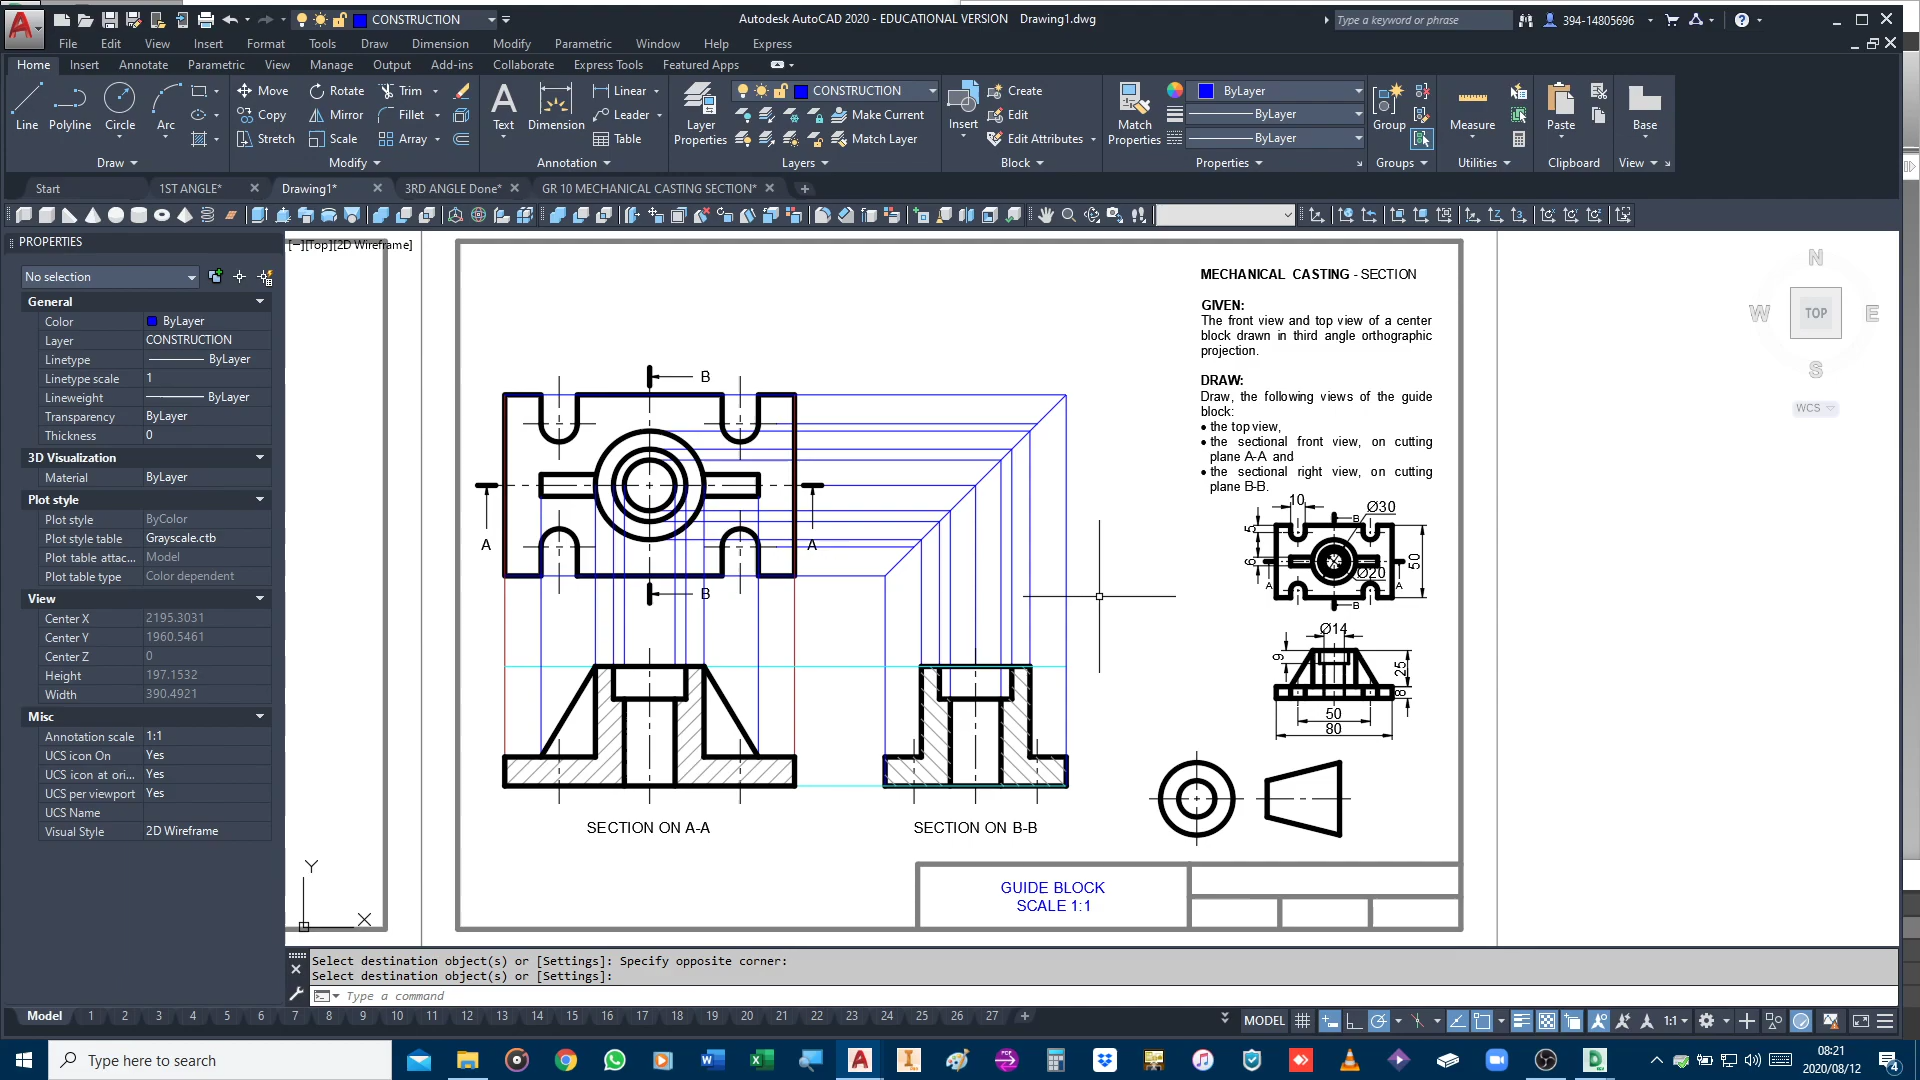 CONSTRUCTION
Autodesk AutoCAD 2020 - EDUCATIONAL VERSION Drawing1.dwg
Type a keyword or phrase
394-14805696
File Edit View Insert Format Tools Draw Dimension Modify Parametric Window Help Express
Home Insert Annotate Parametric View Manage Output Add-ins Collaborate Express Tools Featured Apps
Line Polyline Circle Arc
Move Rotate Trim
Copy Mirror Fillet
Stretch Scale Array
Text Dimension
Linear
Leader
Table
Layer Properties
CONSTRUCTION
Make Current
Match Layer
Insert
Create
Edit
Edit Attributes
Match Properties
ByLayer
ByLayer
ByLayer
Group
Measure
Paste
Base
Draw Modify Annotation Layers Block Properties Groups Utilities Clipboard View
Start 1ST ANGLE* Drawing1* 3RD ANGLE Done* GR 10 MECHANICAL CASTING SECTION*
PROPERTIES
No selection
General
Color ByLayer
Layer CONSTRUCTION
Linetype ByLayer
Linetype scale 1
Lineweight ByLayer
Transparency ByLayer
Thickness 0
3D Visualization
Material ByLayer
Plot style
Plot style ByColor
Plot style table Grayscale.ctb
Plot table attac... Model
Plot table type Color dependent
View
Center X 2195.3031
Center Y 1960.5461
Center Z 0
Height 197.1532
Width 390.4921
Misc
Annotation scale 1:1
UCS icon On Yes
UCS icon at ori... Yes
UCS per viewport Yes
UCS Name
Visual Style 2D Wireframe
[−][Top][2D Wireframe]
B
A A
B
SECTION ON A-A
SECTION ON B-B
MECHANICAL CASTING - SECTION
GIVEN:
The front view and top view of a center
block drawn in third angle orthographic
projection.
DRAW:
Draw, the following views of the guide
block:
• the top view,
• the sectional front view, on cutting
plane A-A and
• the sectional right view, on cutting
plane B-B.
10
Ø30
5
B
50
6
Ø20
A A
B
Ø14
9
25
8
50
80
GUIDE BLOCK
SCALE 1:1
N
W TOP E
S
WCS
Y
X
Select destination object(s) or [Settings]: Specify opposite corner:
Select destination object(s) or [Settings]:
Type a command
Model 1 2 3 4 5 6 7 8 9 10 11 12 13 14 15 16 17 18 19 20 21 22 23 24 25 26 27
MODEL
1:1
Type here to search
08:21
2020/08/12
4